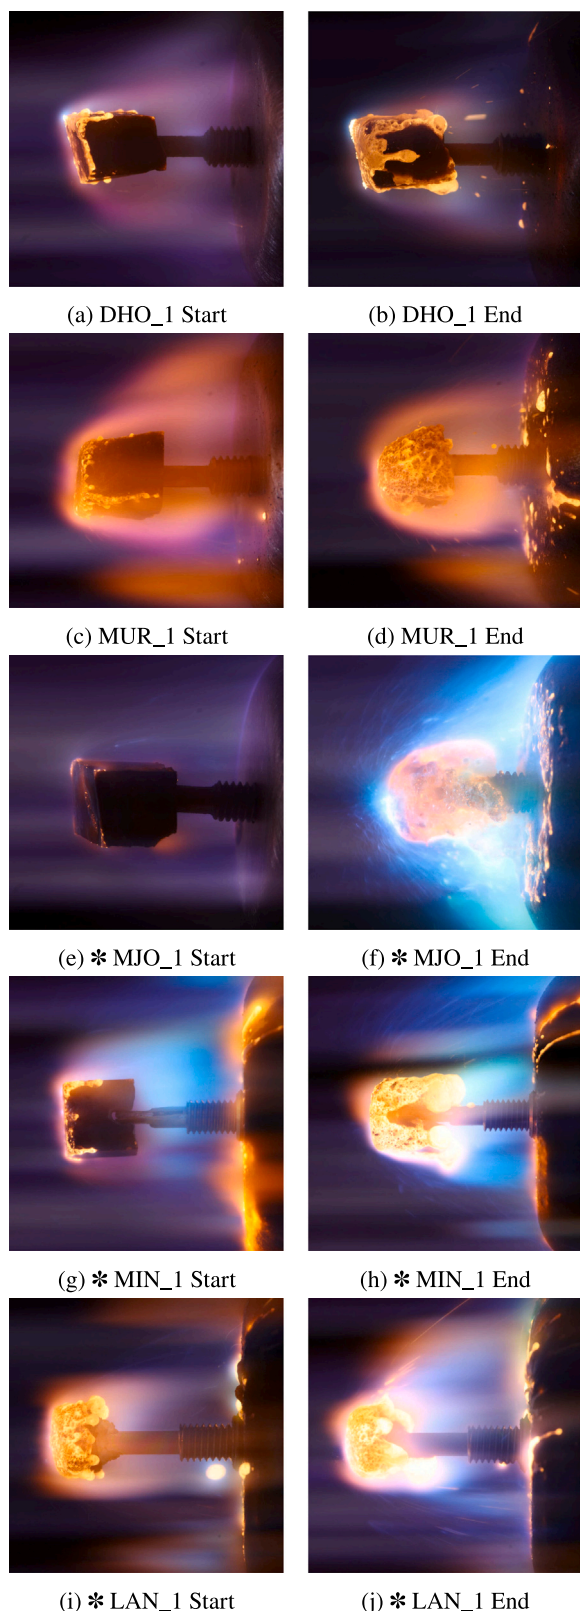 (a) DHO_1 Start
(b) DHO_1 End
(c) MUR_1 Start
(d) MUR_1 End
(e) ✻ MJO_1 Start
(f) ✻ MJO_1 End
(g) ✻ MIN_1 Start
(h) ✻ MIN_1 End
(i) ✻ LAN_1 Start
(j) ✻ LAN_1 End